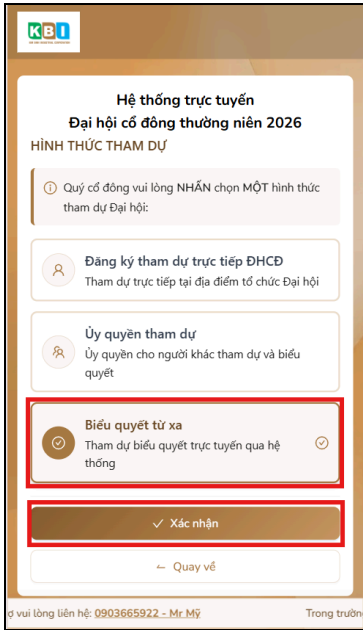 KBI
Hệ thống trực tuyến
Đại hội cổ đông thường niên 2026
HÌNH THỨC THAM DỰ
Quý cổ đông vui lòng NHẤN chọn MỘT hình thức
tham dự Đại hội:
Đăng ký tham dự trực tiếp ĐHCĐ
Tham dự trực tiếp tại địa điểm tổ chức Đại hội
Ủy quyền tham dự
Ủy quyền cho người khác tham dự và biểu
quyết
Biểu quyết từ xa
Tham dự biểu quyết trực tuyến qua hệ
thống
Xác nhận
Quay về
ợ vui lòng liên hệ: 0903665922 - Mr Mỹ Trong trườn